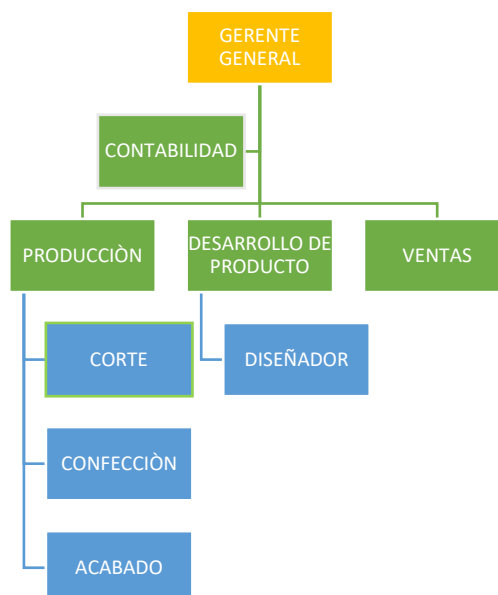 GERENTE
GENERAL
CONTABILIDAD
PRODUCCIÒN
DESARROLLO DE
PRODUCTO
VENTAS
CORTE
DISEÑADOR
CONFECCIÒN
ACABADO